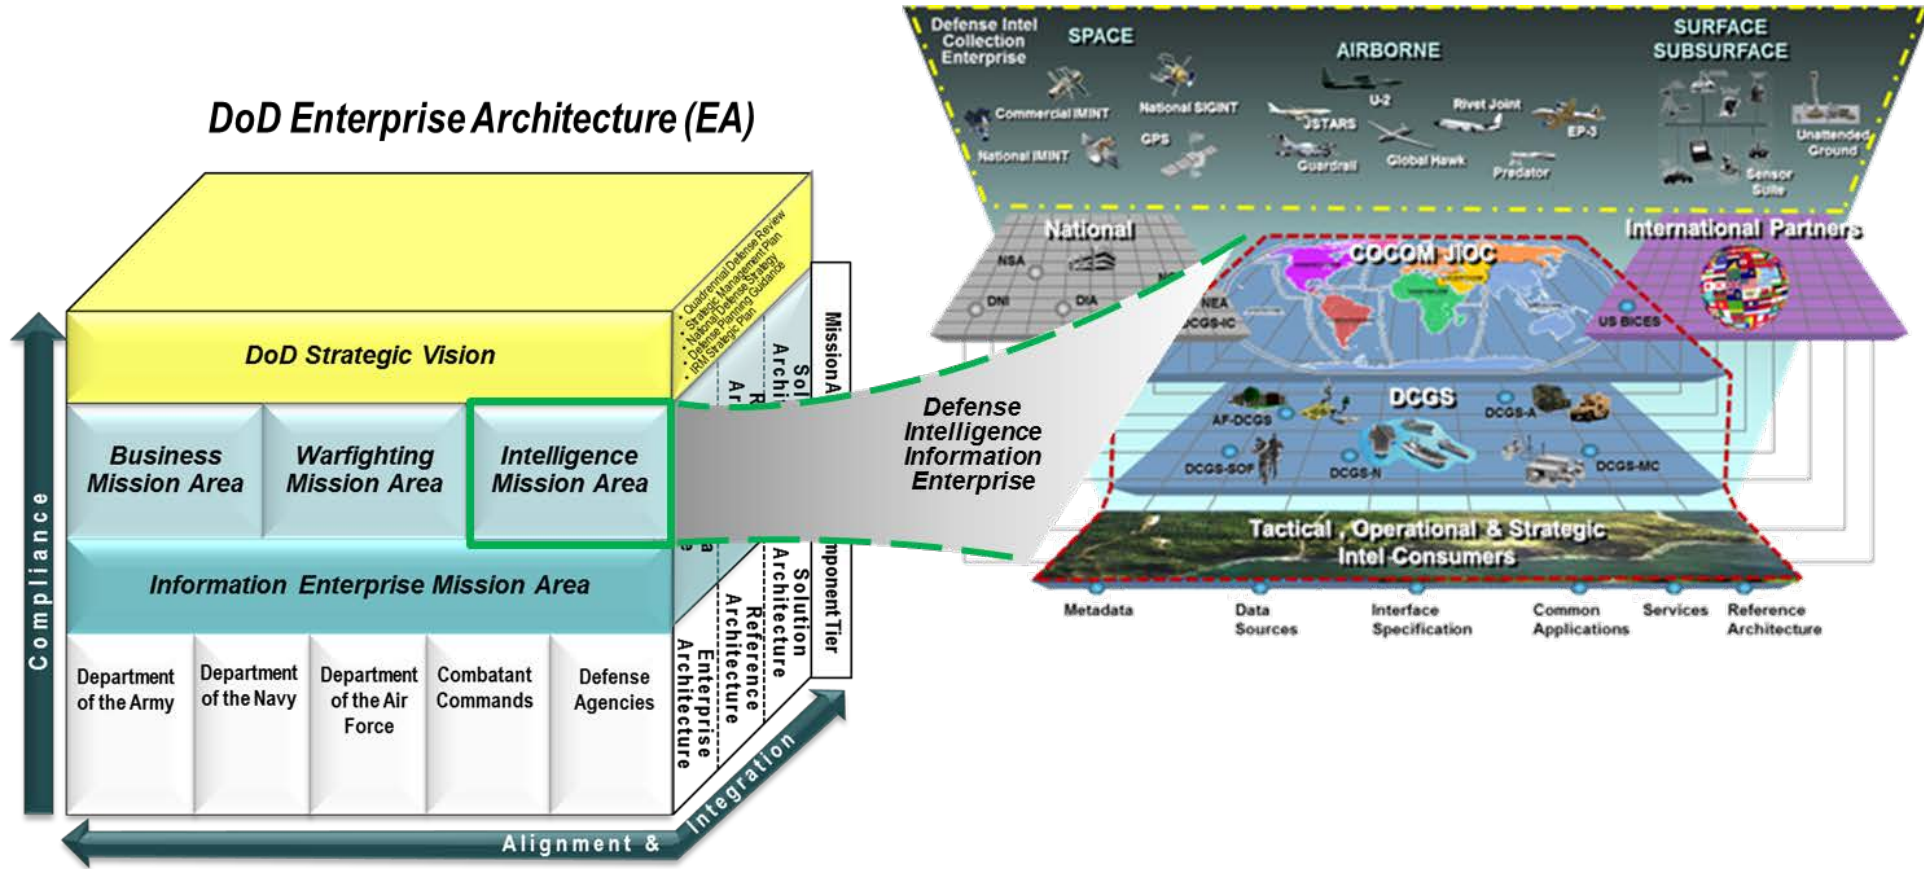 DoD Enterprise Architecture (EA)
DoD Strategic Vision
• Quadrennial Defense Review
• Strategic Management Plan
• National Defense Strategy
• Defense Planning Guidance
• IRM Strategic Plan
Business
Mission Area
Warfighting
Mission Area
Intelligence
Mission Area
Information Enterprise Mission Area
Department
of the Army
Department
of the Navy
Department
of the Air
Force
Combatant
Commands
Defense
Agencies
Enterprise
Architecture
Reference
Architecture
Solution
Architecture
Compliance
Alignment &
Integration
Defense
Intelligence
Information
Enterprise
Defense Intel
Collection
Enterprise
SPACE
Commercial IMINT
National SIGINT
National IMINT
GPS
AIRBORNE
U-2
JSTARS
Rivet Joint
EP-3
Guardrail
Global Hawk
Predator
SURFACE
SUBSURFACE
Unattended
Ground
Sensor
Suite
National
NSA
DNI
DIA
NEA
DCGS-IC
COCOM JIOC
International Partners
US BICES
DCGS
AF-DCGS
DCGS-A
DCGS-SOF
DCGS-N
DCGS-MC
Tactical , Operational & Strategic
Intel Consumers
Metadata
Data
Sources
Interface
Specification
Common
Applications
Services
Reference
Architecture